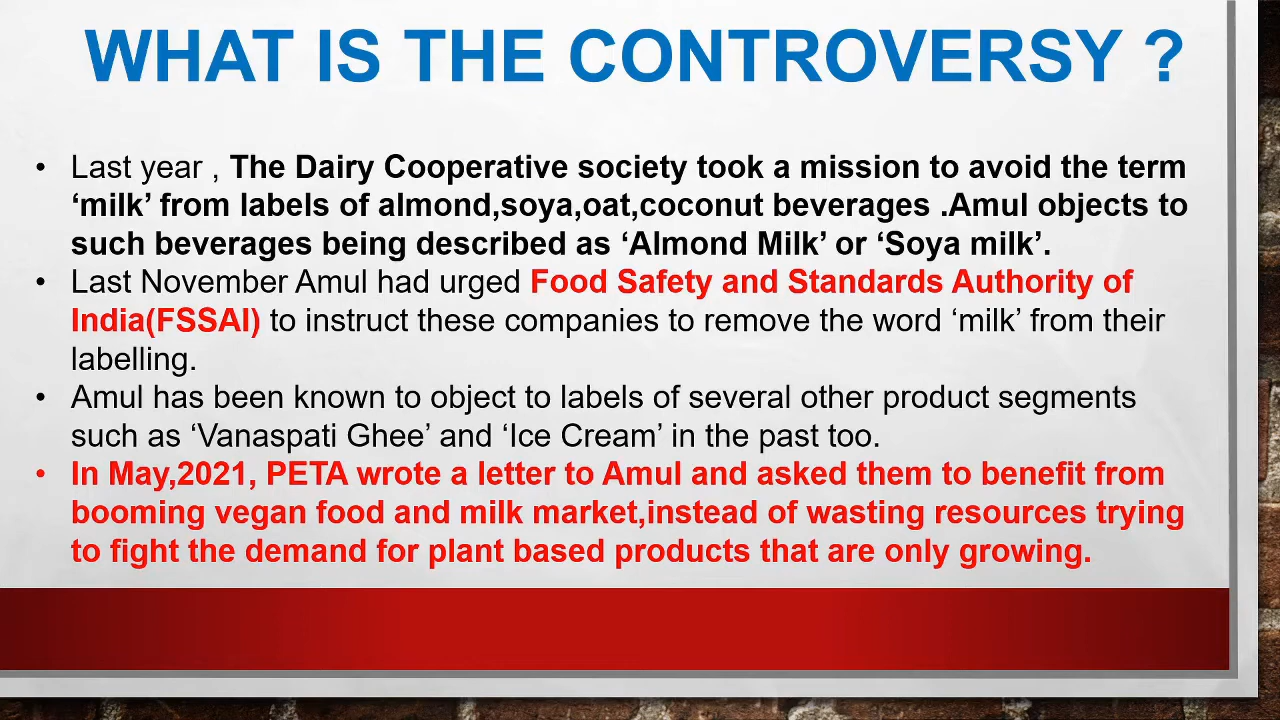 WHAT IS THE CONTROVERSY ?
• Last year , The Dairy Cooperative society took a mission to avoid the term
‘milk’ from labels of almond,soya,oat,coconut beverages .Amul objects to
such beverages being described as ‘Almond Milk’ or ‘Soya milk’.
• Last November Amul had urged Food Safety and Standards Authority of
India(FSSAI) to instruct these companies to remove the word ‘milk’ from their
labelling.
• Amul has been known to object to labels of several other product segments
such as ‘Vanaspati Ghee’ and ‘Ice Cream’ in the past too.
• In May,2021, PETA wrote a letter to Amul and asked them to benefit from
booming vegan food and milk market,instead of wasting resources trying
to fight the demand for plant based products that are only growing.